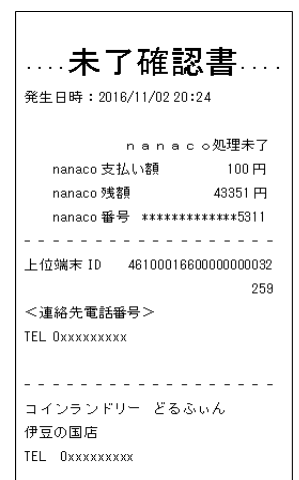 ....未了確認書....
発生日時：2016/11/02 20:24
ｎａｎａｃｏ処理未了
nanaco 支払い額 100 円
nanaco 残額 43351 円
nanaco 番号 *************5311
- - - - - - - - - - - - - - - - - -
上位端末 ID 46100016600000000032
259
＜連絡先電話番号＞
TEL 0xxxxxxxxx
- - - - - - - - - - - - - - - - - -
コインランドリー どるふぃん
伊豆の国店
TEL 0xxxxxxxxx